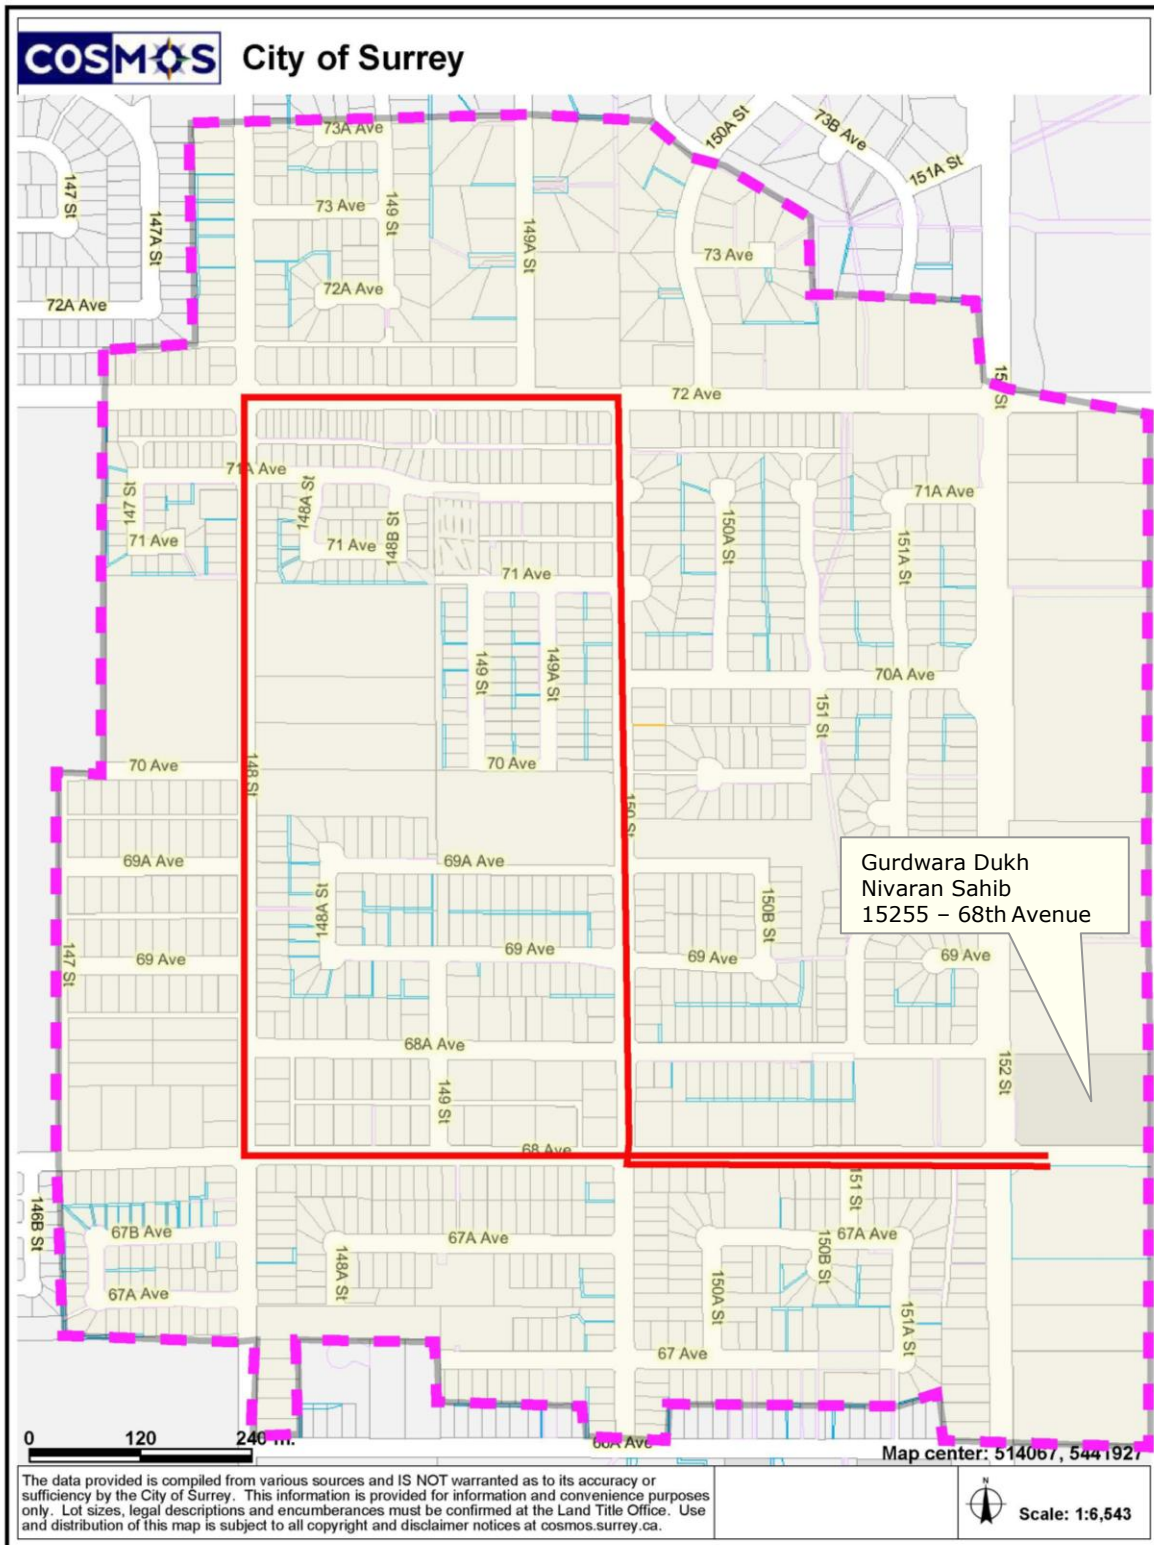 COSMOS City of Surrey
73A Ave
150A St
73B Ave
151A St
147 St
147A St
73 Ave
149 St
149A St
73 Ave
72A Ave
72A Ave
72 Ave
71A Ave
147 St
148A St
148B St
71 Ave
71 Ave
71 Ave
150A St
71A Ave
151A St
149 St
149A St
70A Ave
151 St
70 Ave
148 St
70 Ave
150 St
69A Ave
69A Ave
148A St
150B St
Gurdwara Dukh
Nivaran Sahib
15255 – 68th Avenue
147 St
69 Ave
69 Ave
69 Ave
69 Ave
68A Ave
149 St
152 St
68 Ave
146B St
67B Ave
67A Ave
148A St
67A Ave
150A St
151 St
67A Ave
150B St
151A St
67 Ave
0 120 240 m.
Map center: 514067, 5441927
The data provided is compiled from various sources and IS NOT warranted as to its accuracy or
sufficiency by the City of Surrey. This information is provided for information and convenience purposes
only. Lot sizes, legal descriptions and encumberances must be confirmed at the Land Title Office. Use
and distribution of this map is subject to all copyright and disclaimer notices at cosmos.surrey.ca.
N
Scale: 1:6,543